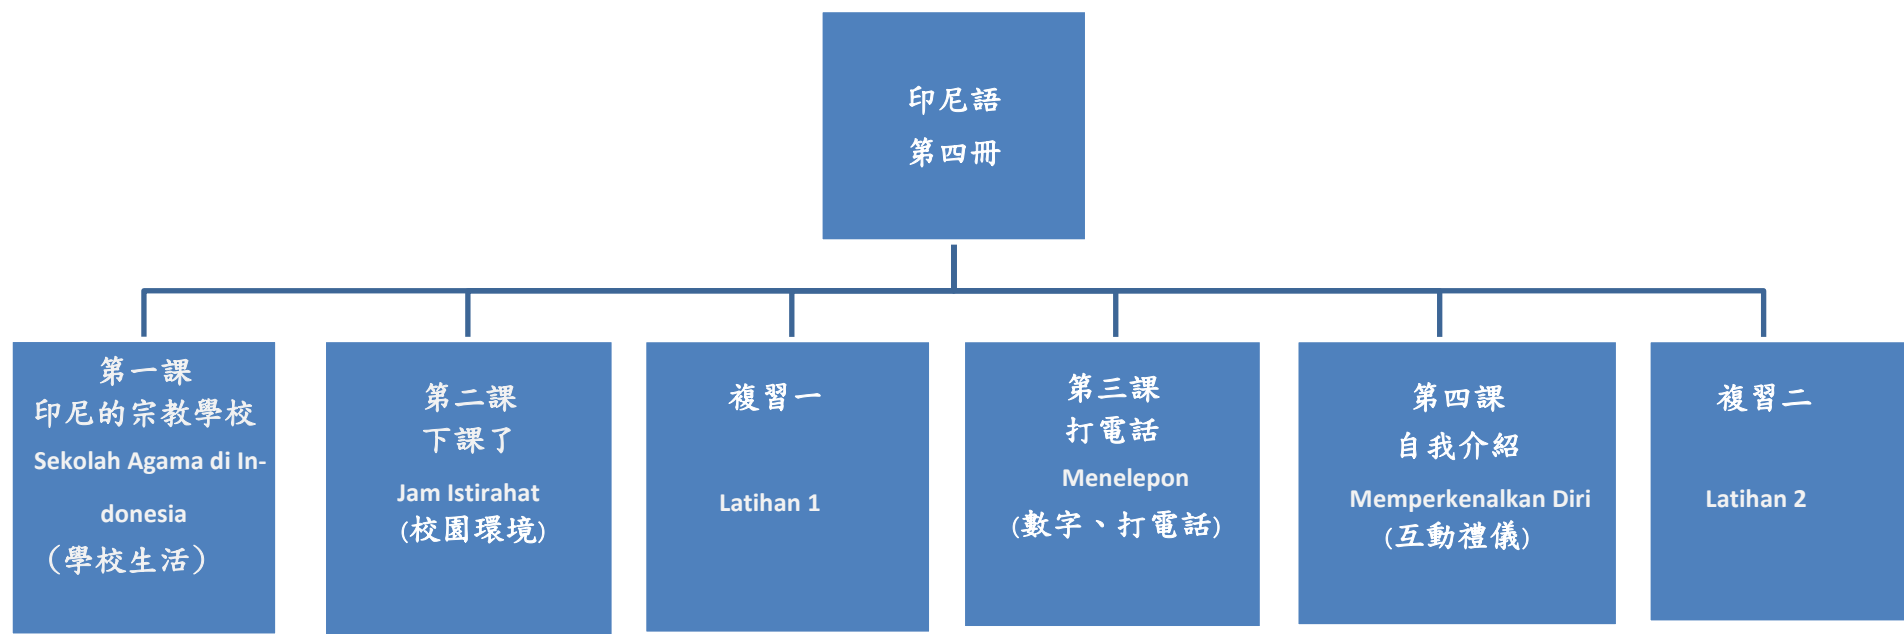 印尼語
第四冊
第一課
印尼的宗教學校
Sekolah Agama di In-
donesia
（學校生活）
第二課
下課了
Jam Istirahat
(校園環境)
複習一
Latihan 1
第三課
打電話
Menelepon
(數字、打電話)
第四課
自我介紹
Memperkenalkan Diri
(互動禮儀)
複習二
Latihan 2